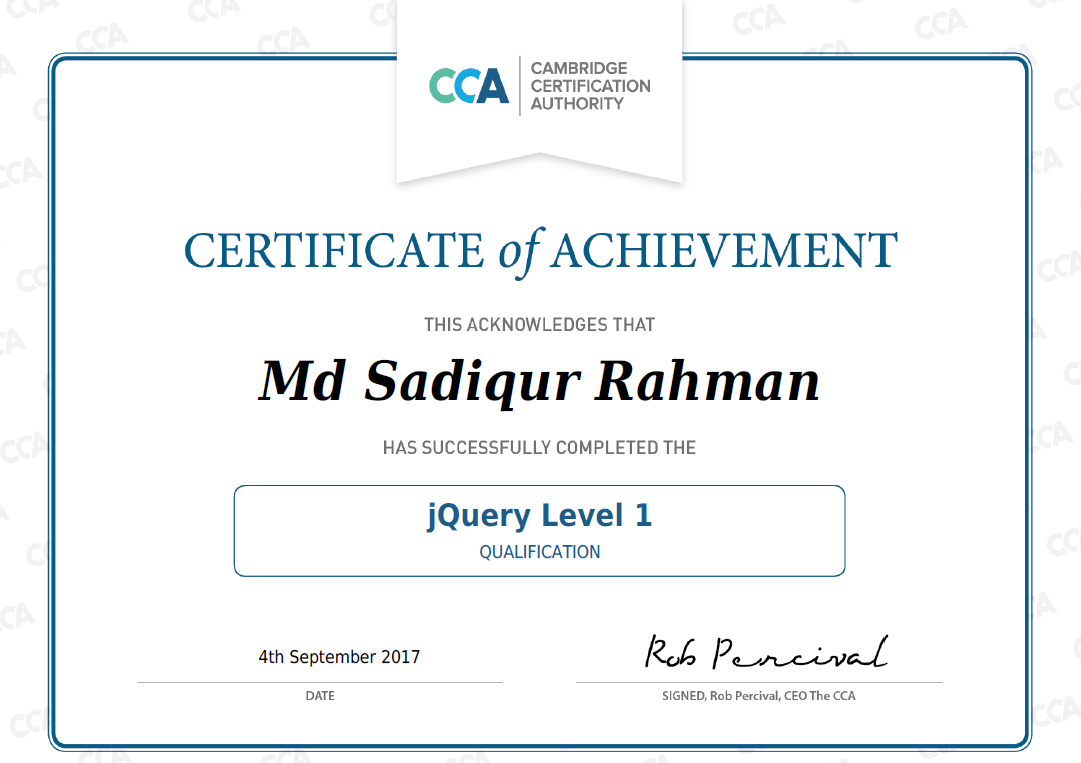 CCA
CAMBRIDGE
CERTIFICATION
AUTHORITY
CERTIFICATE of ACHIEVEMENT
THIS ACKNOWLEDGES THAT
Md Sadiqur Rahman
HAS SUCCESSFULLY COMPLETED THE
jQuery Level 1
QUALIFICATION
4th September 2017
Rob Percival
DATE
SIGNED, Rob Percival, CEO The CCA